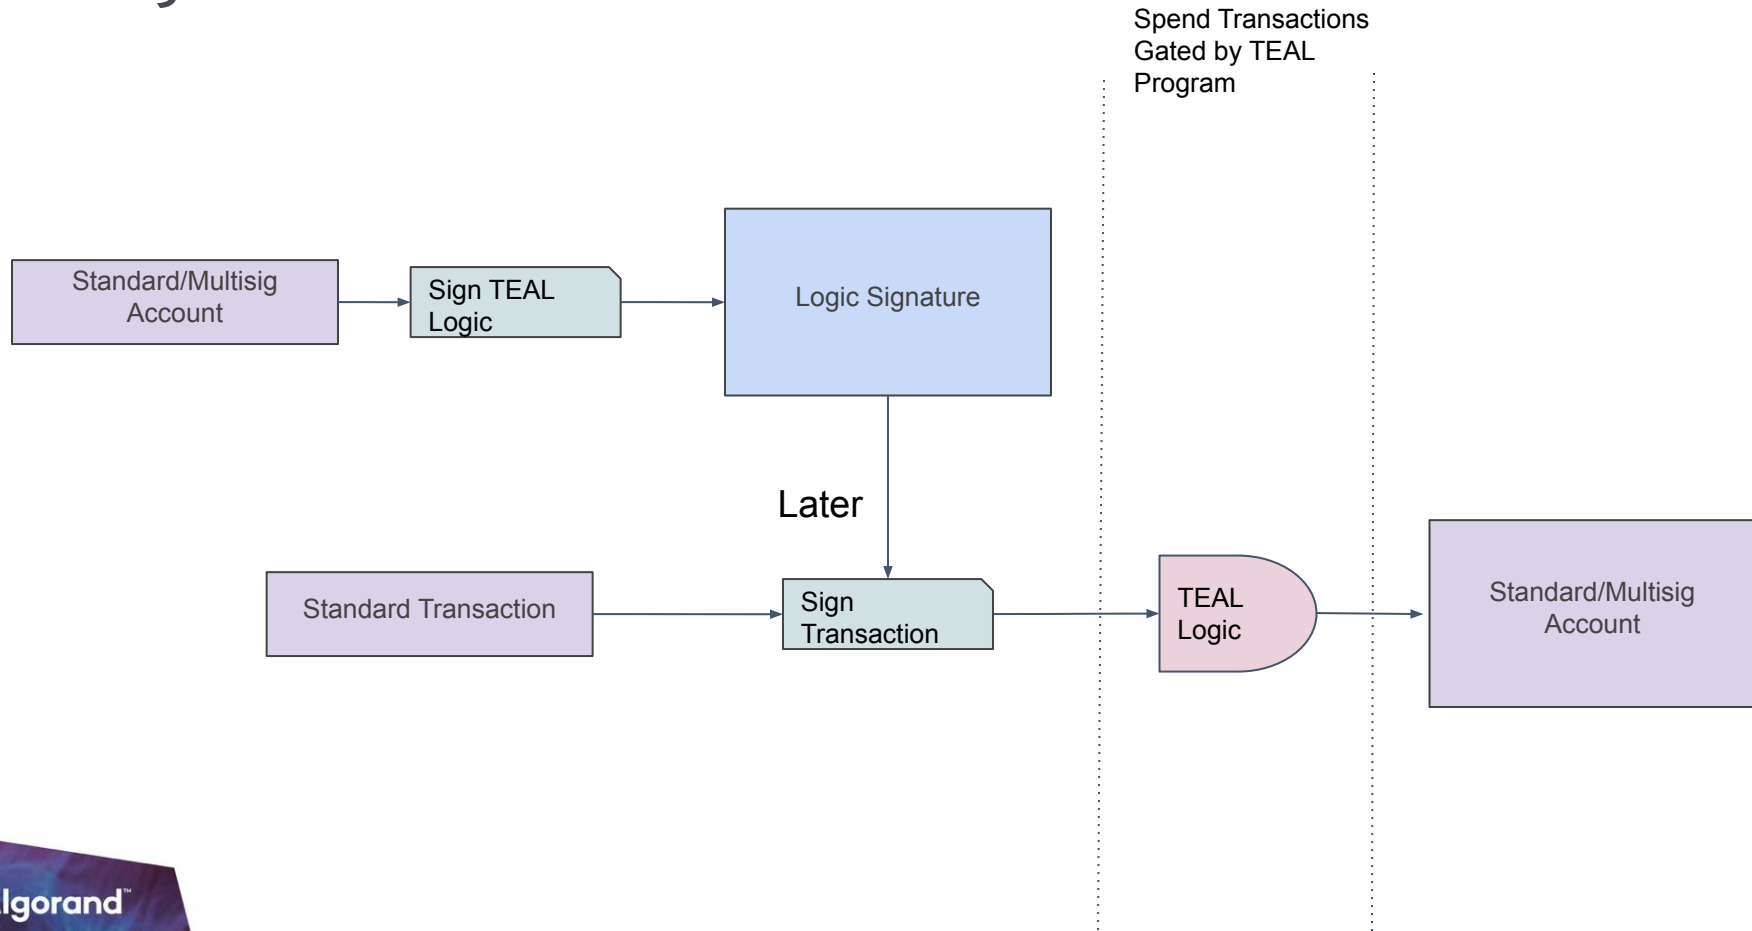 Spend Transactions
Gated by TEAL
Program
Standard/Multisig
Account
Sign TEAL
Logic
Logic Signature
Later
Standard Transaction
Sign
Transaction
TEAL
Logic
Standard/Multisig
Account
lgorand™